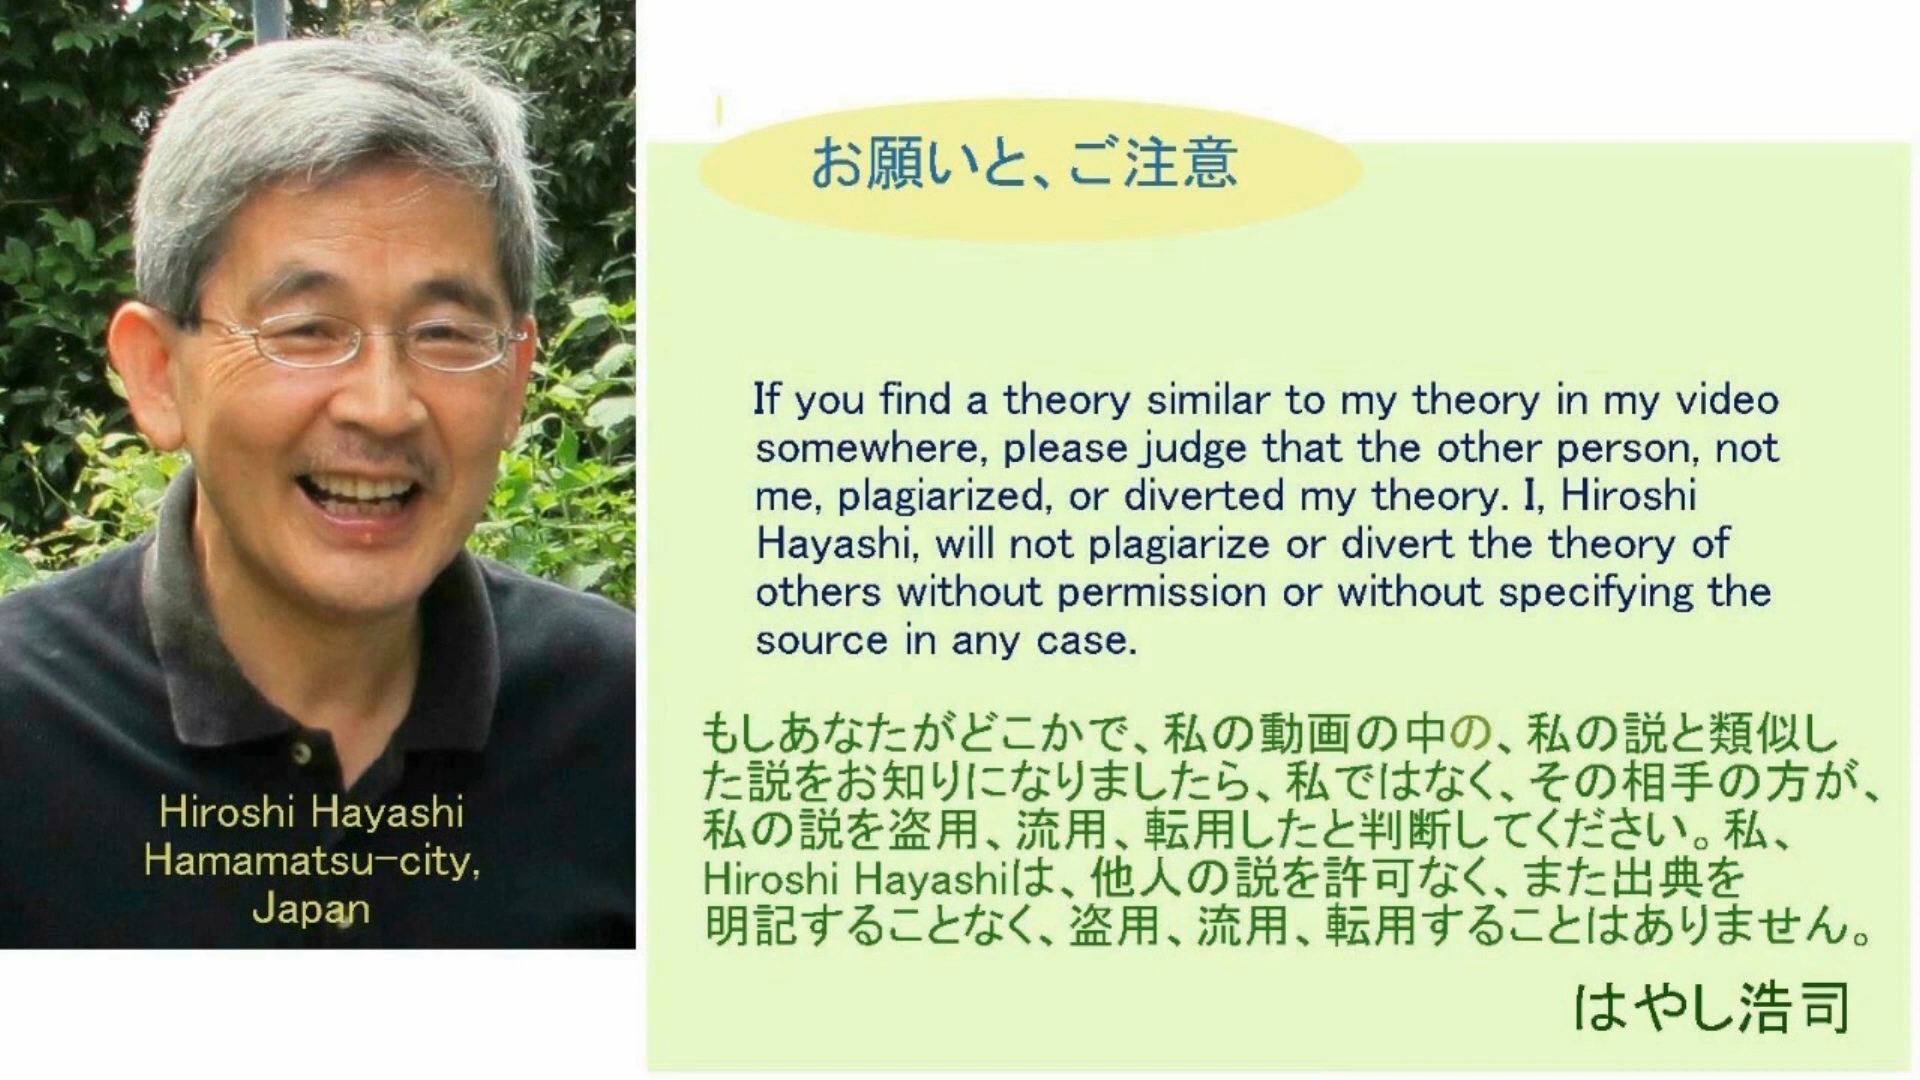 お願いと、ご注意
If you find a theory similar to my theory in my video
somewhere, please judge that the other person, not
me, plagiarized, or diverted my theory. I, Hiroshi
Hayashi, will not plagiarize or divert the theory of
others without permission or without specifying the
source in any case.
もしあなたがどこかで、私の動画の中の、私の説と類似し
た説をお知りになりましたら、私ではなく、その相手の方が、
私の説を盗用、流用、転用したと判断してください。私、
Hiroshi Hayashiは、他人の説を許可なく、また出典を
明記することなく、盗用、流用、転用することはありません。
はやし浩司
Hiroshi Hayashi
Hamamatsu-city,
Japan